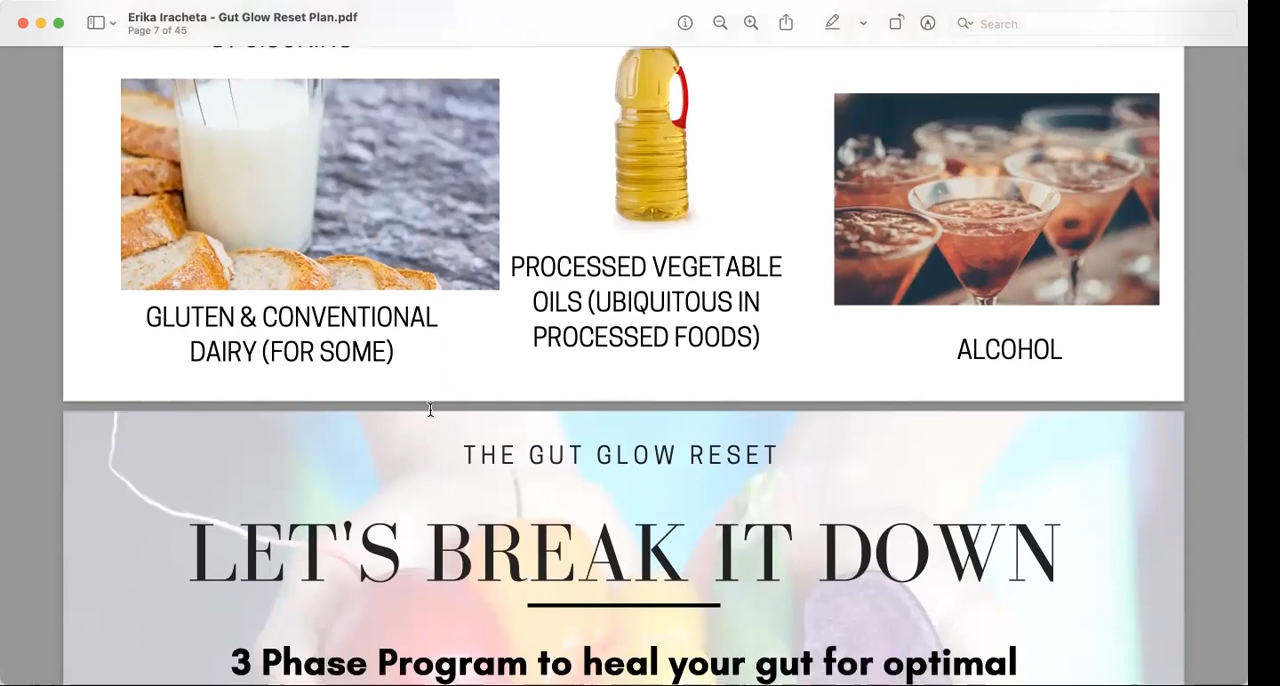 Erika Iracheta - Gut Glow Reset Plan.pdf
Page 7 of 45
Search
GLUTEN & CONVENTIONAL
DAIRY (FOR SOME)
PROCESSED VEGETABLE
OILS (UBIQUITOUS IN
PROCESSED FOODS)
ALCOHOL
THE GUT GLOW RESET
LET'S BREAK IT DOWN
3 Phase Program to heal your gut for optimal